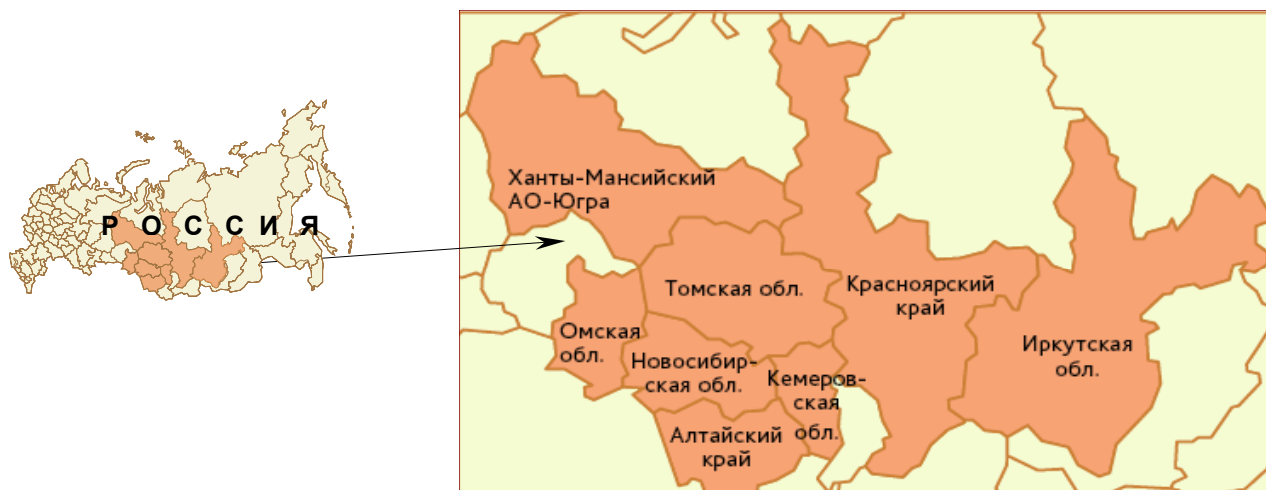 РОССИЯ
Ханты-Мансийский
АО-Югра
Томская обл.
Красноярский
край
Омская
обл.
Новосибир-
ская обл.
Кемеров-
ская
обл.
Иркутская
обл.
Алтайский
край